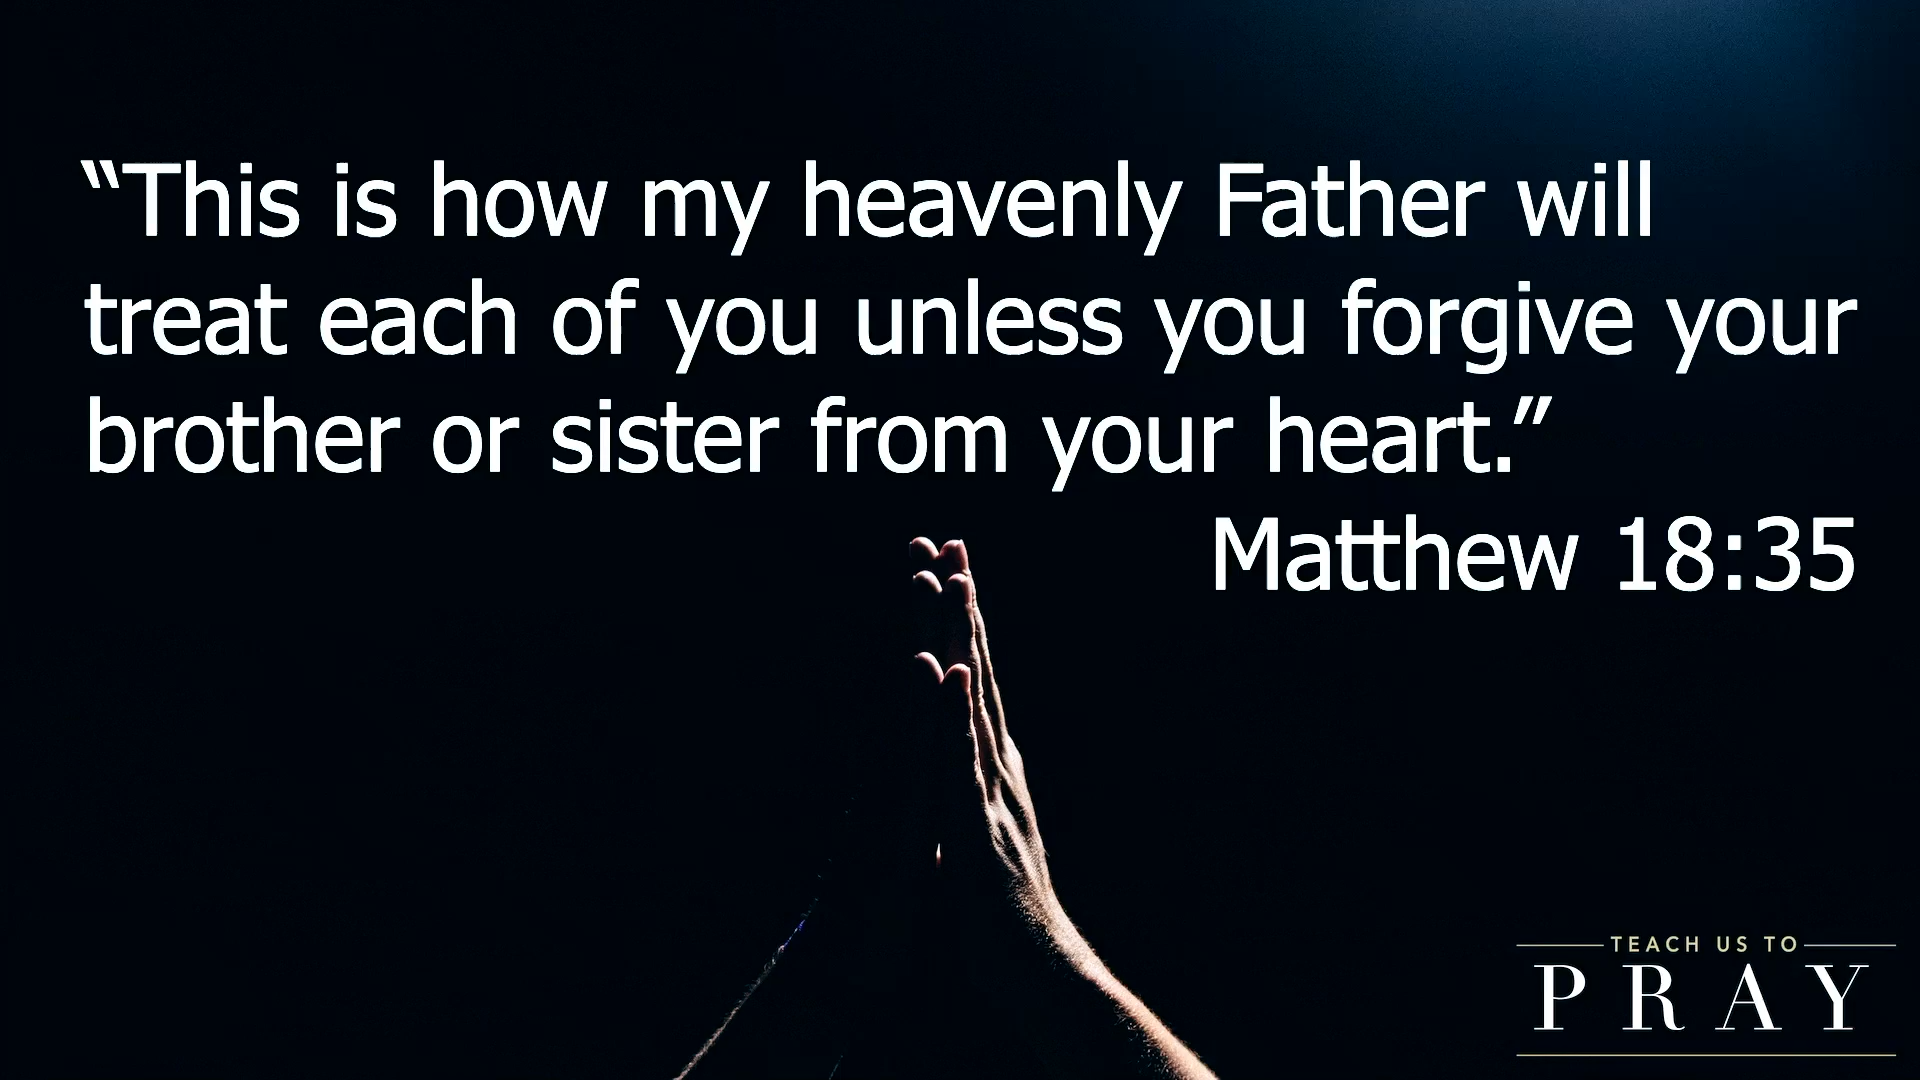 “This is how my heavenly Father will
treat each of you unless you forgive your
brother or sister from your heart.”
Matthew 18:35
TEACH US TO
PRAY